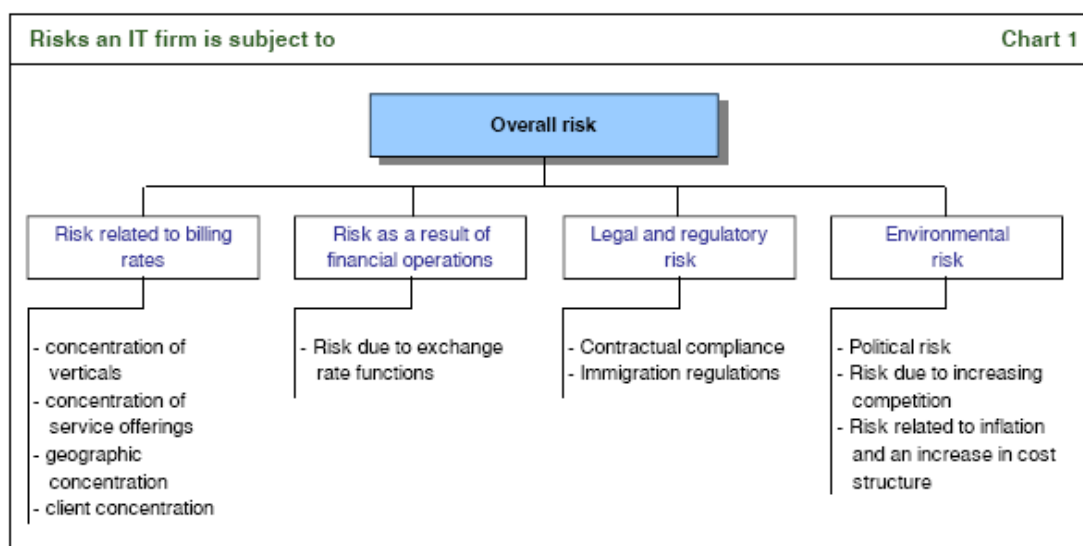 Risks an IT firm is subject to
Chart 1
Overall risk
Risk related to billing
rates
Risk as a result of
financial operations
Legal and regulatory
risk
Environmental
risk
- concentration of
verticals
- concentration of
service offerings
- geographic
concentration
- client concentration
- Risk due to exchange
rate functions
- Contractual compliance
- Immigration regulations
- Political risk
- Risk due to increasing
competition
- Risk related to inflation
and an increase in cost
structure